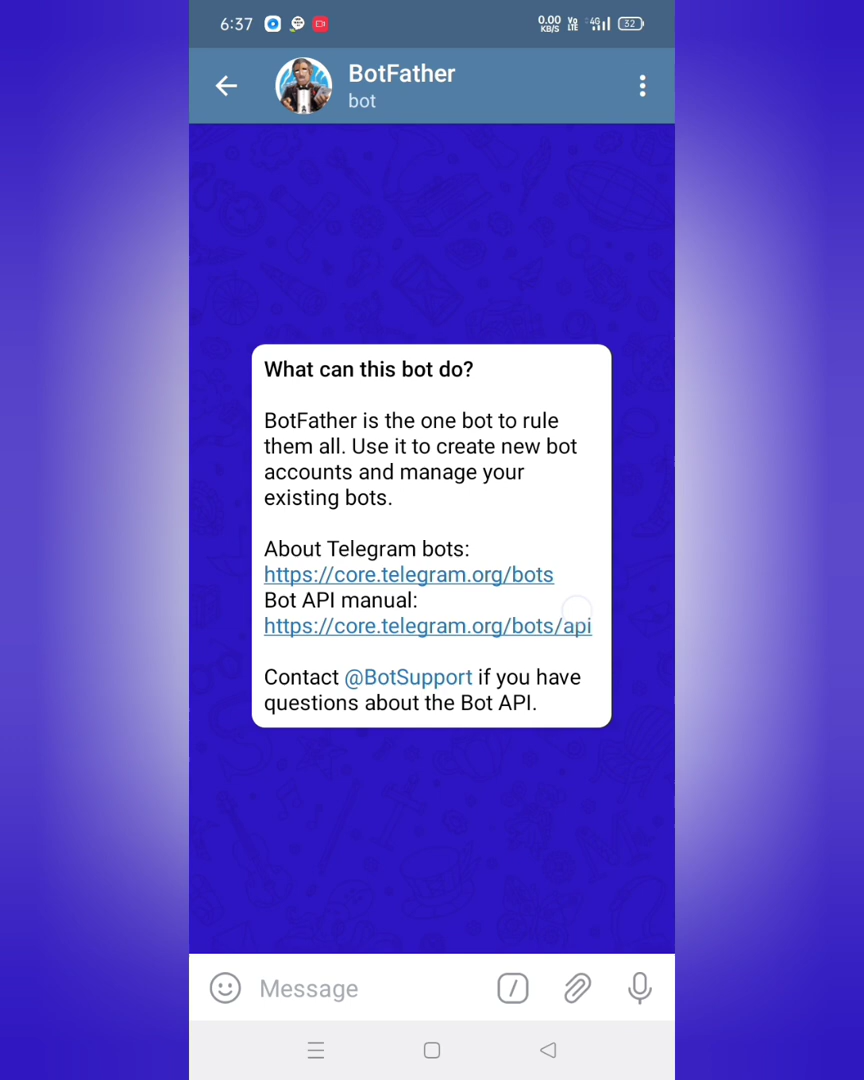 6:37
0.00 KB/S Vo LTE 4G 32
BotFather
bot
What can this bot do?
BotFather is the one bot to rule
them all. Use it to create new bot
accounts and manage your
existing bots.
About Telegram bots:
https://core.telegram.org/bots
Bot API manual:
https://core.telegram.org/bots/api
Contact @BotSupport if you have
questions about the Bot API.
Message